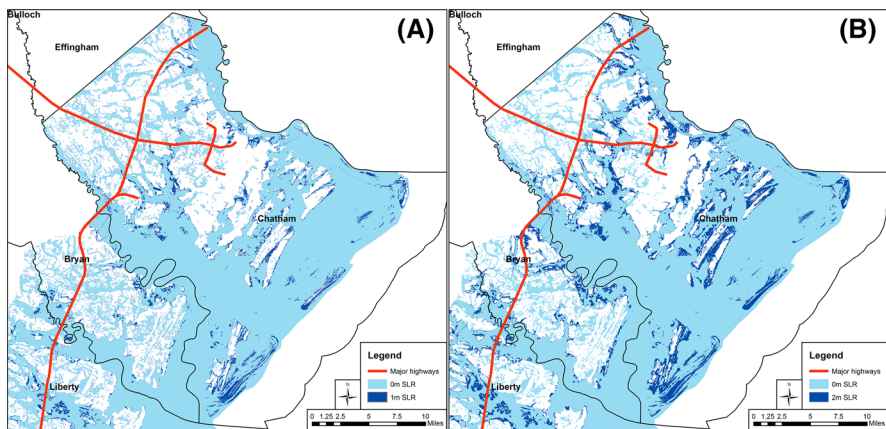 Bulloch
(A)
Effingham
Chatham
Bryan
Liberty
Legend
Major highways
0m SLR
1m SLR
N
0 1.25 2.5 5 7.5 10
Miles
Bulloch
(B)
Effingham
Chatham
Bryan
Liberty
Legend
Major highways
0m SLR
2m SLR
N
0 1.25 2.5 5 7.5 10
Miles